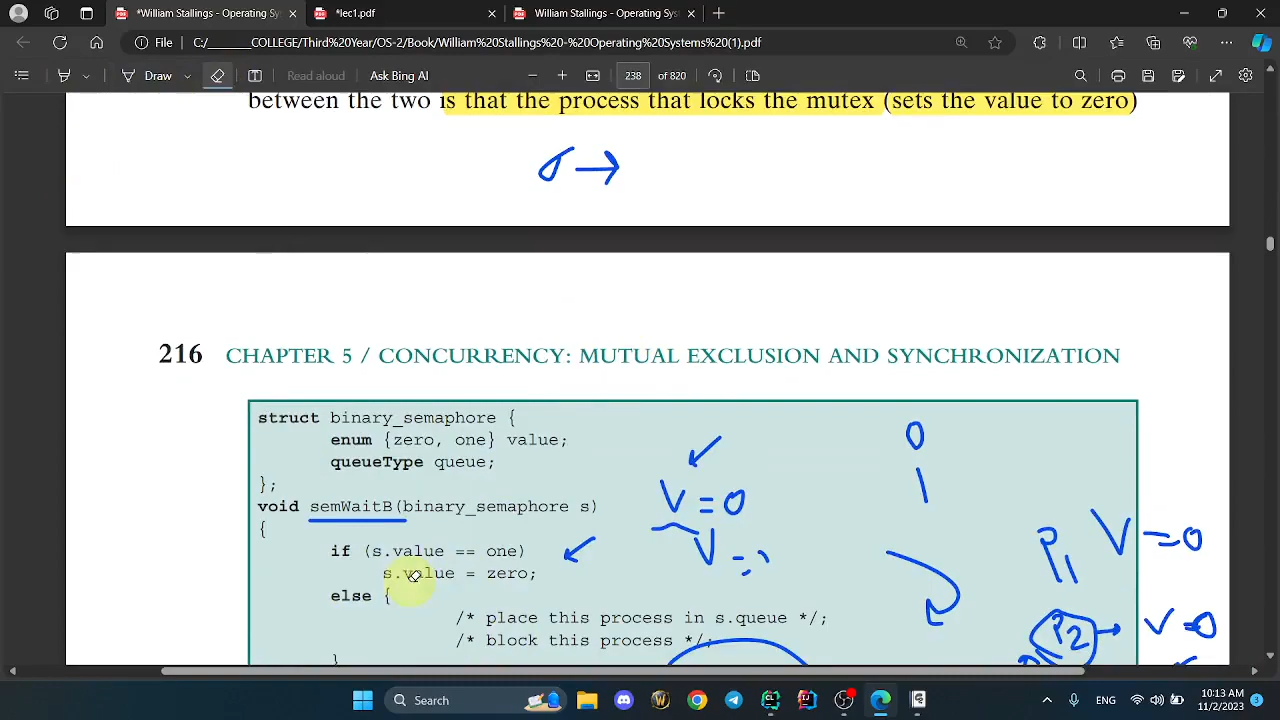 *William Stallings - Operating Sys
*lec1.pdf
William Stallings - Operating Syst
File
C:/_______COLLEGE/Third%20Year/OS-2/Book/William%20Stallings%20-%20Operating%20Systems%20(1).pdf
Draw
Read aloud
Ask Bing AI
238
of 820
between the two is that the process that locks the mutex (sets the value to zero)
216 CHAPTER 5 / CONCURRENCY: MUTUAL EXCLUSION AND SYNCHRONIZATION
struct binary_semaphore {
enum {zero, one} value;
queueType queue;
};
void semWaitB(binary_semaphore s)
{
if (s.value == one)
s.value = zero;
else {
/* place this process in s.queue */;
/* block this process */;
}
0
1
V = 0
V =
P1 V = 0
P2 → V = 0
Search
ENG
10:13 AM
11/2/2023
3